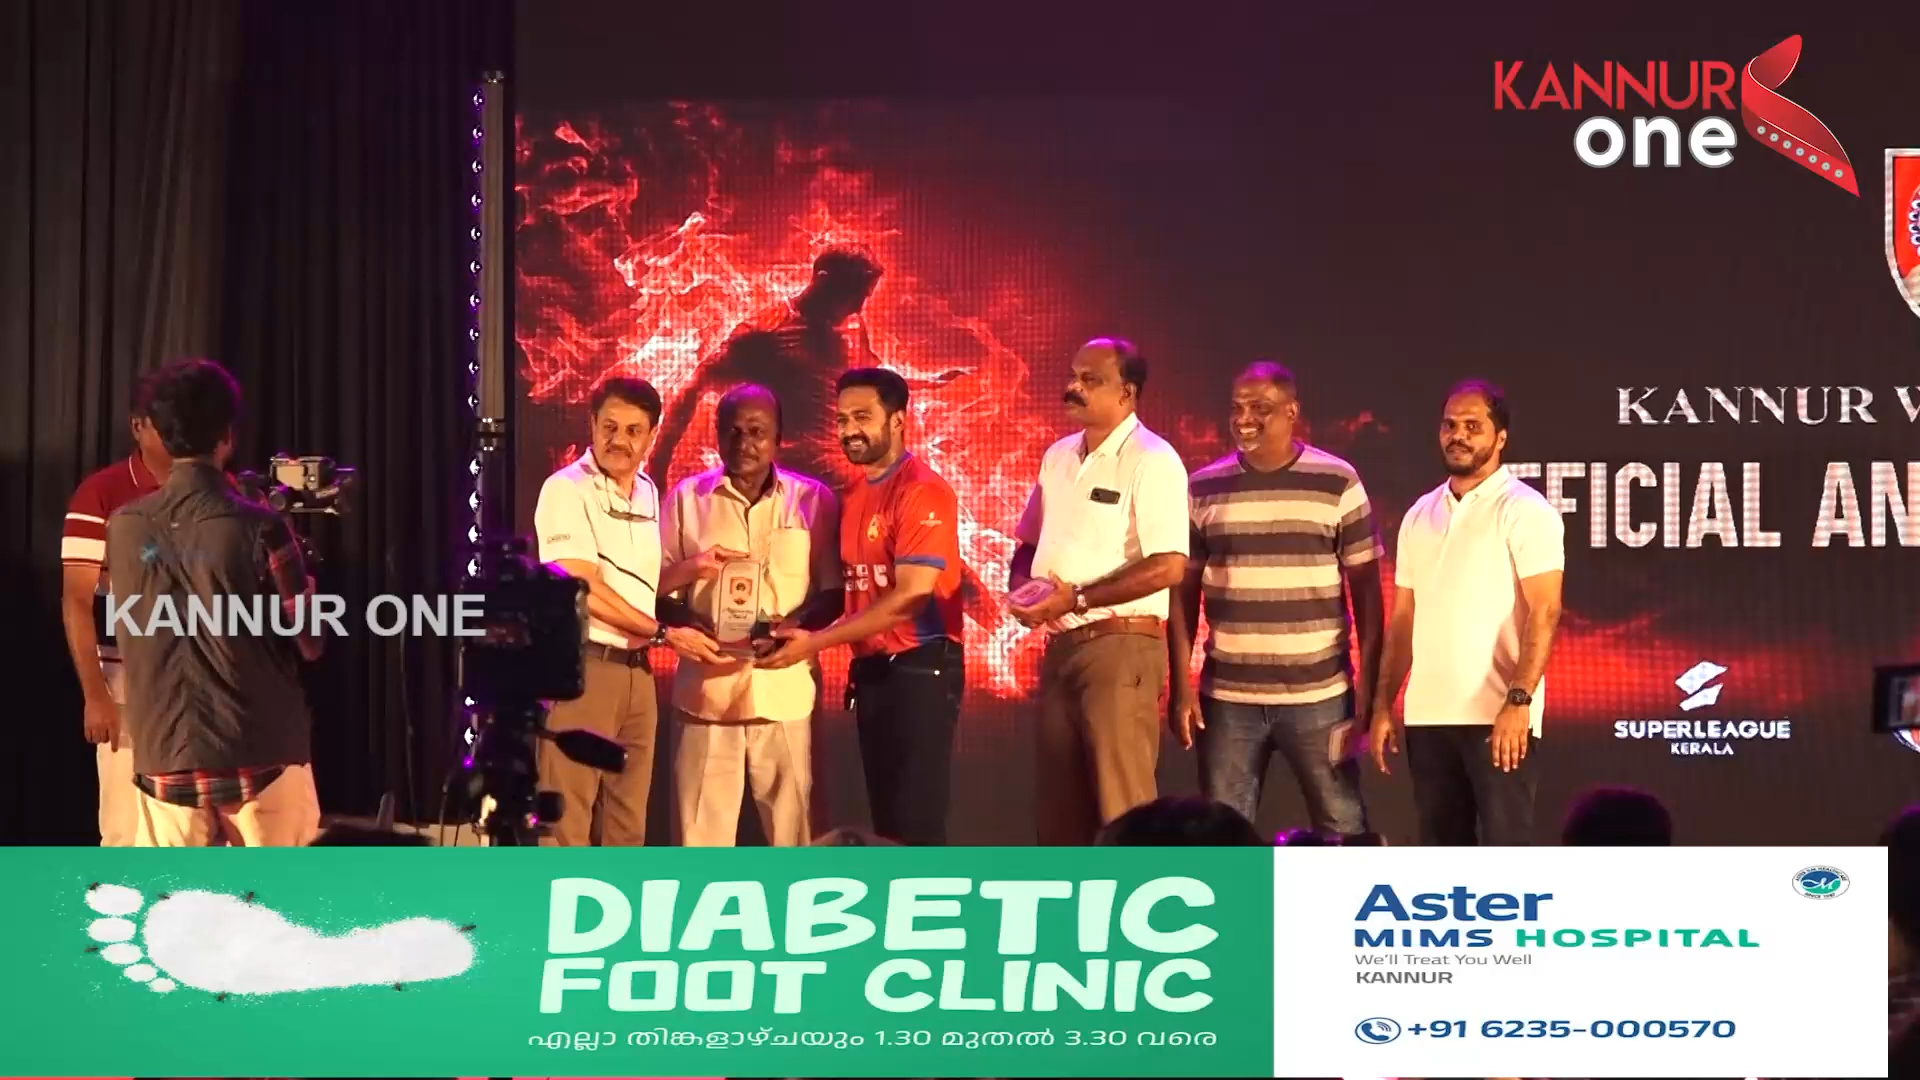 KANNUR
one
KANNUR
FFICIAL AN
KANNUR ONE
SUPERLEAGUE
KERALA
DIABETIC
FOOT CLINIC
എല്ലാ തിങ്കളാഴ്ചയും 1.30 മുതൽ 3.30 വരെ
Aster
MIMS HOSPITAL
We'll Treat You Well
KANNUR
+91 6235-000570